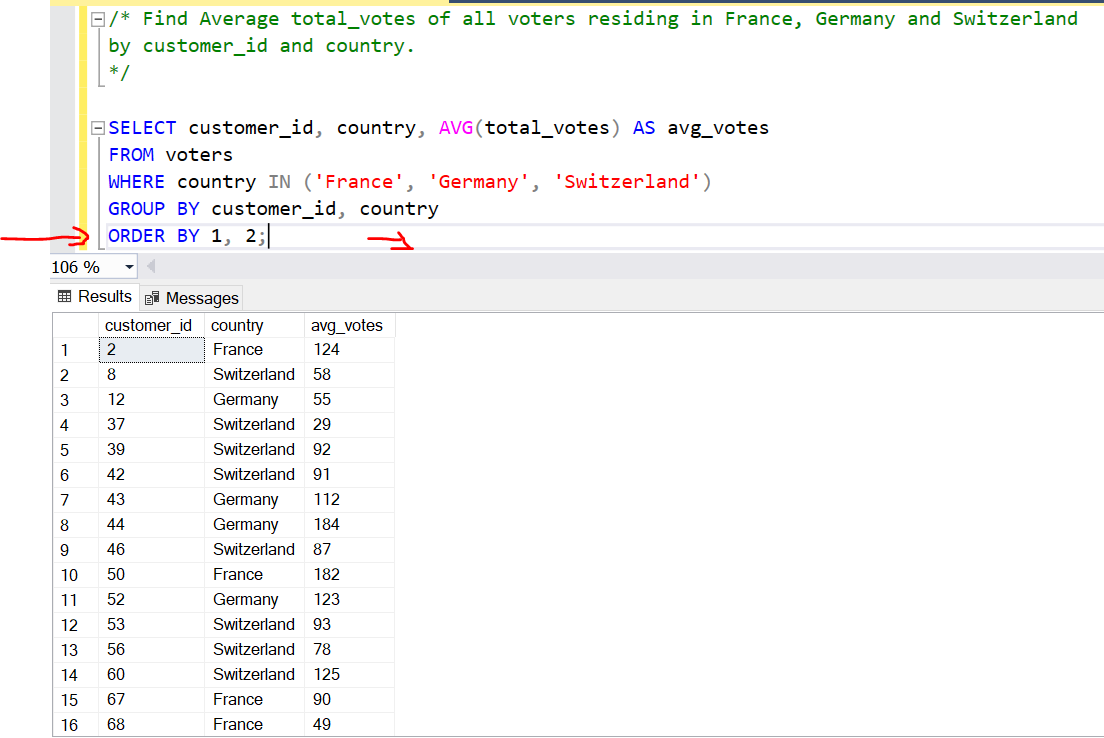 /* Find Average total_votes of all voters residing in France, Germany and Switzerland
by customer_id and country.
*/
SELECT customer_id, country, AVG(total_votes) AS avg_votes
FROM voters
WHERE country IN ('France', 'Germany', 'Switzerland')
GROUP BY customer_id, country
ORDER BY 1, 2;
106 %
Results Messages
customer_id country avg_votes
1 2 France 124
2 8 Switzerland 58
3 12 Germany 55
4 37 Switzerland 29
5 39 Switzerland 92
6 42 Switzerland 91
7 43 Germany 112
8 44 Germany 184
9 46 Switzerland 87
10 50 France 182
11 52 Germany 123
12 53 Switzerland 93
13 56 Switzerland 78
14 60 Switzerland 125
15 67 France 90
16 68 France 49